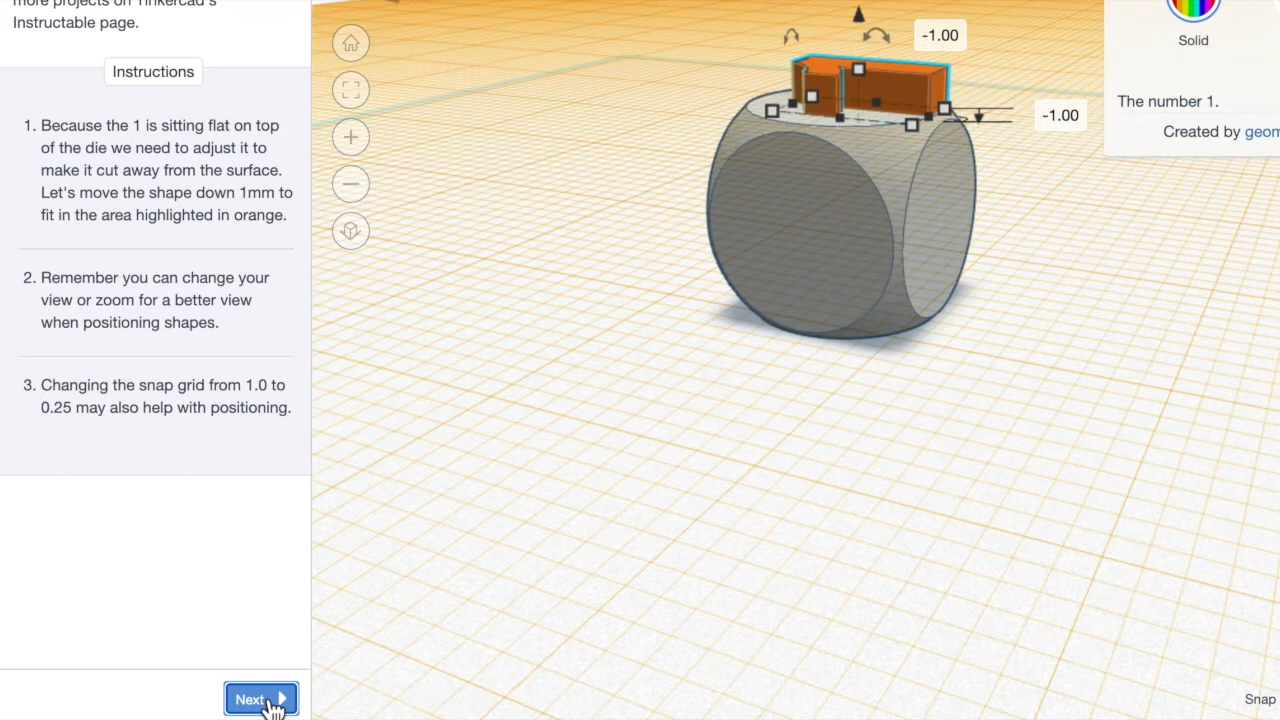 more projects on Tinkercad's
Instructable page.
Instructions
1. Because the 1 is sitting flat on top
of the die we need to adjust it to
make it cut away from the surface.
Let's move the shape down 1mm to
fit in the area highlighted in orange.
2. Remember you can change your
view or zoom for a better view
when positioning shapes.
3. Changing the snap grid from 1.0 to
0.25 may also help with positioning.
Next
-1.00
-1.00
Solid
The number 1.
Created by geom
Snap